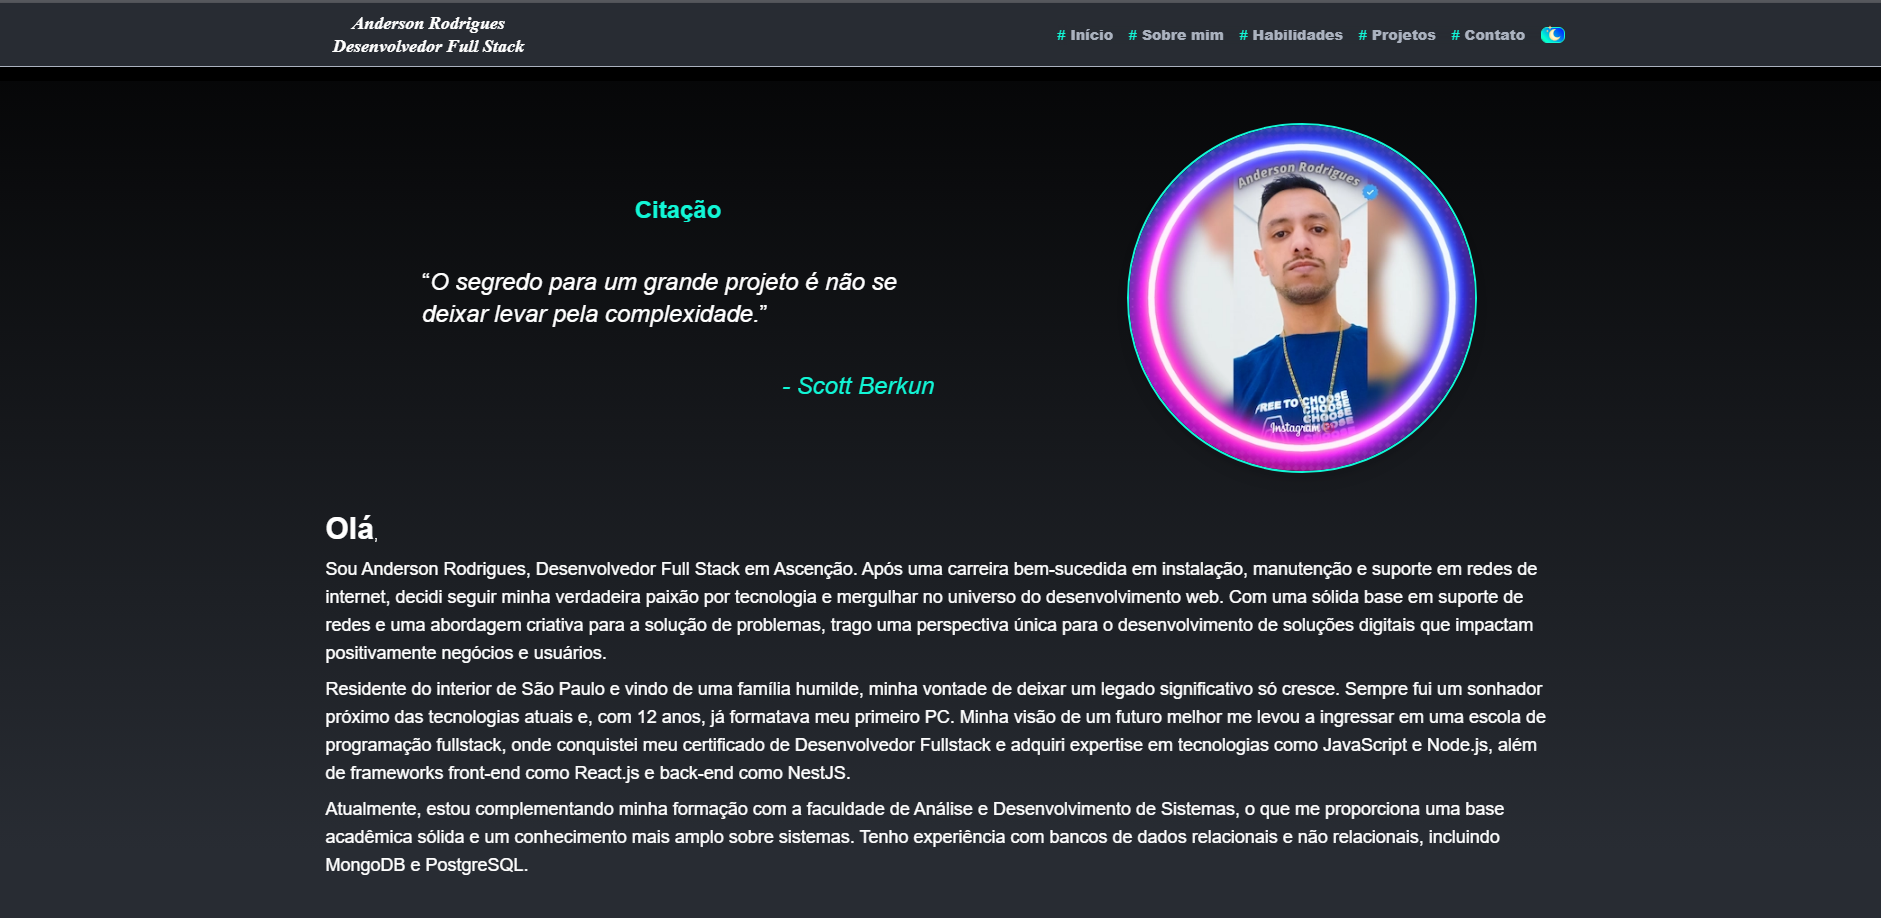 Anderson Rodrigues
Desenvolvedor Full Stack
# Início # Sobre mim # Habilidades # Projetos # Contato
Citação
“O segredo para um grande projeto é não se
deixar levar pela complexidade.”
- Scott Berkun
Anderson Rodrigues
FREE TO CHOOSE
CHOOSE
CHOOSE
CHOOSE
Instagram
Olá,
Sou Anderson Rodrigues, Desenvolvedor Full Stack em Ascenção. Após uma carreira bem-sucedida em instalação, manutenção e suporte em redes de
internet, decidi seguir minha verdadeira paixão por tecnologia e mergulhar no universo do desenvolvimento web. Com uma sólida base em suporte de
redes e uma abordagem criativa para a solução de problemas, trago uma perspectiva única para o desenvolvimento de soluções digitais que impactam
positivamente negócios e usuários.
Residente do interior de São Paulo e vindo de uma família humilde, minha vontade de deixar um legado significativo só cresce. Sempre fui um sonhador
próximo das tecnologias atuais e, com 12 anos, já formatava meu primeiro PC. Minha visão de um futuro melhor me levou a ingressar em uma escola de
programação fullstack, onde conquistei meu certificado de Desenvolvedor Fullstack e adquiri expertise em tecnologias como JavaScript e Node.js, além
de frameworks front-end como React.js e back-end como NestJS.
Atualmente, estou complementando minha formação com a faculdade de Análise e Desenvolvimento de Sistemas, o que me proporciona uma base
acadêmica sólida e um conhecimento mais amplo sobre sistemas. Tenho experiência com bancos de dados relacionais e não relacionais, incluindo
MongoDB e PostgreSQL.